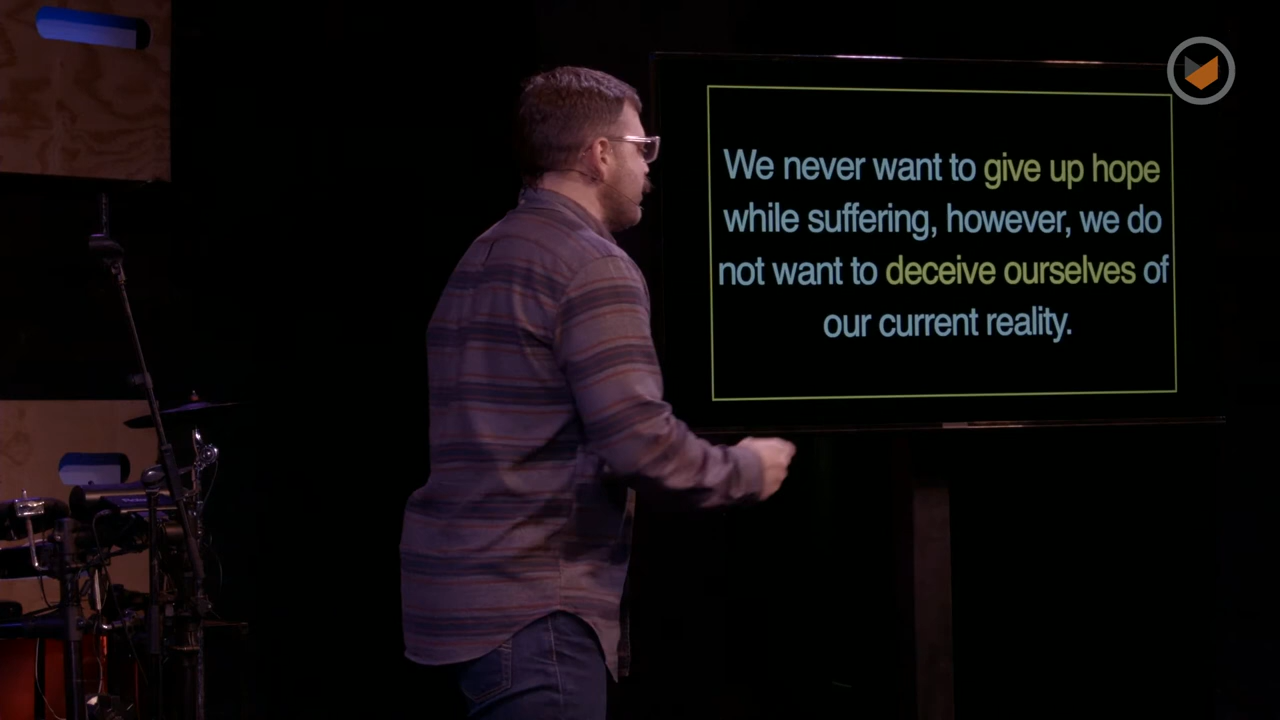 We never want to give up hope
while suffering, however, we do
not want to deceive ourselves of
our current reality.